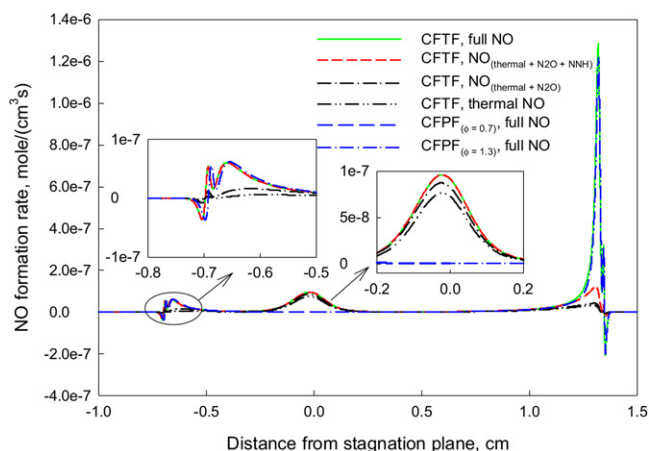 1.4e-6
1.2e-6
1.0e-6
8.0e-7
6.0e-7
4.0e-7
2.0e-7
0.0
-2.0e-7
-4.0e-7
NO formation rate, mole/(cm³s)
CFTF, full NO
CFTF, NO(thermal + N2O + NNH)
CFTF, NO(thermal + N2O)
CFTF, thermal NO
CFPF(ϕ = 0.7), full NO
CFPF(ϕ = 1.3), full NO
1e-7
0
-1e-7
-0.8 -0.7 -0.6 -0.5
1e-7
5e-8
0
-0.2 0.0 0.2
-1.0 -0.5 0.0 0.5 1.0 1.5
Distance from stagnation plane, cm